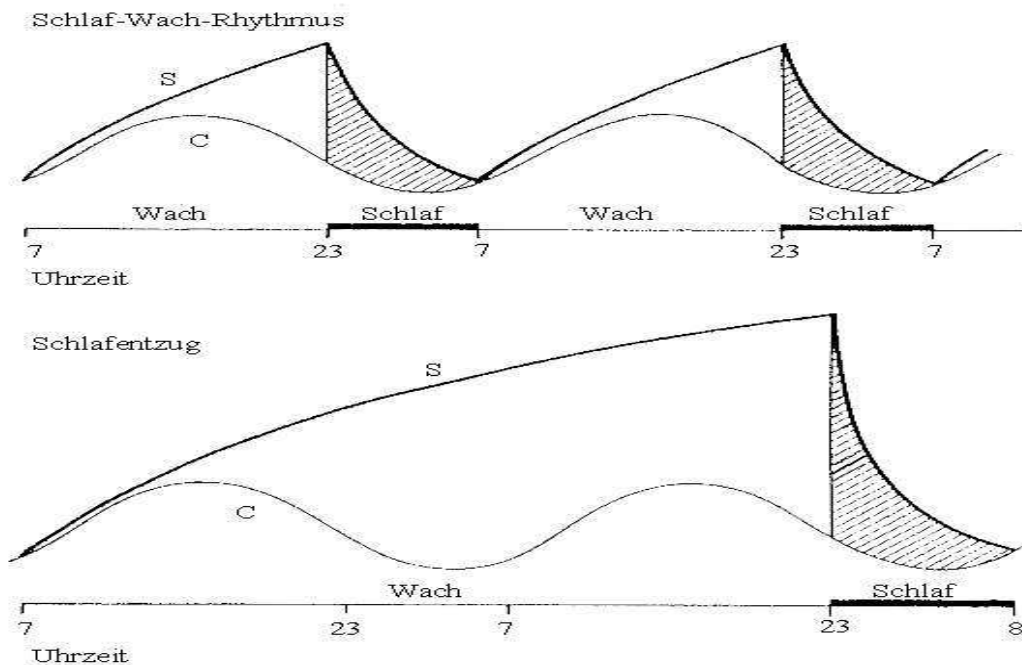 Schlaf-Wach-Rhythmus
S
C
Wach Schlaf Wach Schlaf
7 23 7 23 7
Uhrzeit
Schlafentzug
S
C
Wach Schlaf
7 23 7 23 8
Uhrzeit